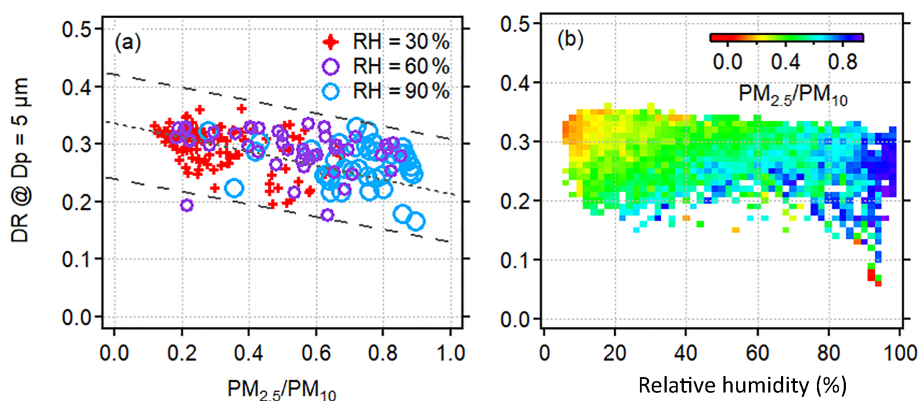 (a)
RH = 30 %
RH = 60 %
RH = 90 %
DR @ Dp = 5 µm
0.5
0.4
0.3
0.2
0.1
0.0
0.0 0.2 0.4 0.6 0.8 1.0
PM2.5/PM10
(b)
0.0 0.4 0.8
PM2.5/PM10
0.5
0.4
0.3
0.2
0.1
0.0
0 20 40 60 80 100
Relative humidity (%)